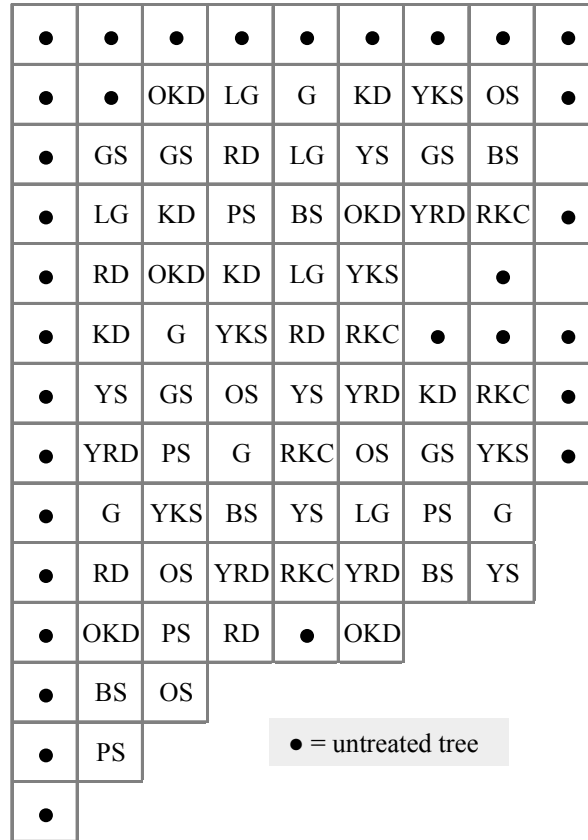 ● ● ● ● ● ● ● ● ●
● ● OKD LG G KD YKS OS ●
● GS GS RD LG YS GS BS
● LG KD PS BS OKD YRD RKC ●
● RD OKD KD LG YKS ●
● KD G YKS RD RKC ● ● ●
● YS GS OS YS YRD KD RKC ●
● YRD PS G RKC OS GS YKS ●
● G YKS BS YS LG PS G
● RD OS YRD RKC YRD BS YS
● OKD PS RD ● OKD
● BS OS
● PS
● = untreated tree
●